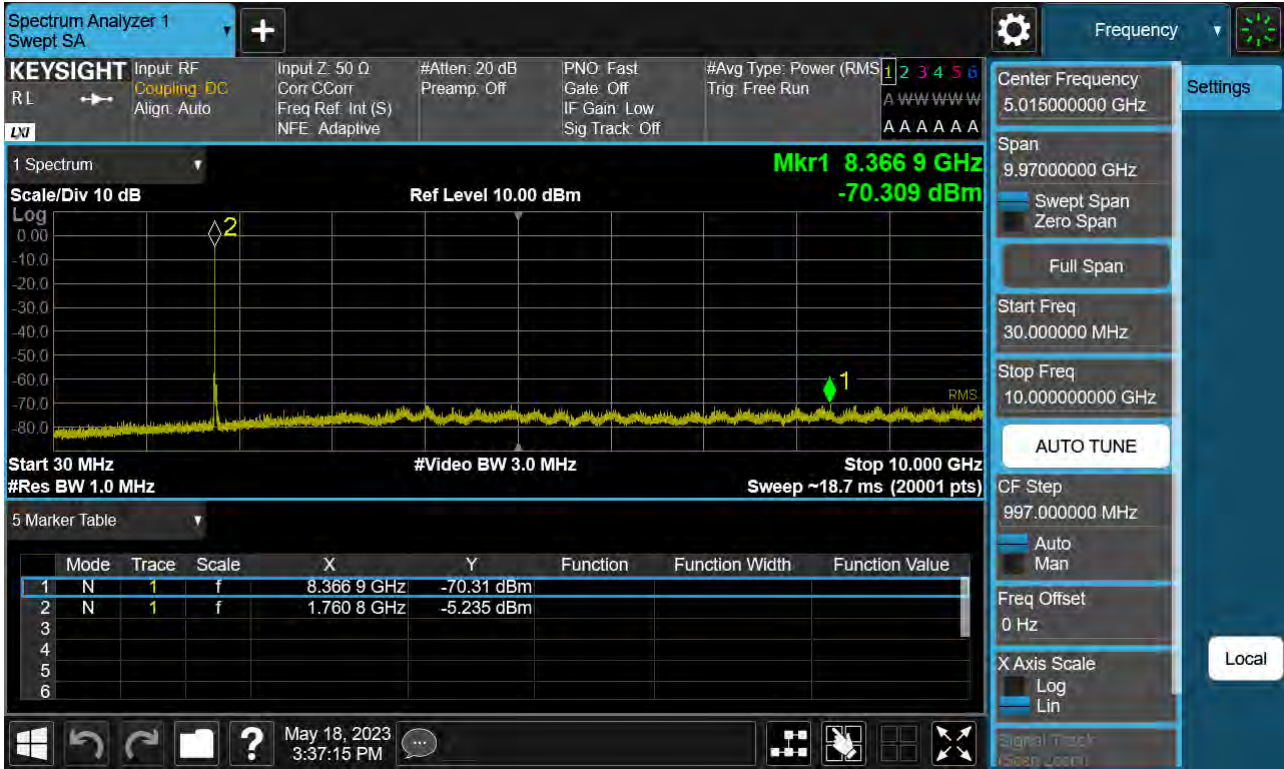 Spectrum Analyzer 1
Swept SA
Frequency
KEYSIGHT
RL
LXI
Input: RF
Coupling: DC
Align: Auto
Input Z: 50 Ω
Corr CCorr
Freq Ref: Int (S)
NFE: Adaptive
#Atten: 20 dB
Preamp: Off
PNO: Fast
Gate: Off
IF Gain: Low
Sig Track: Off
#Avg Type: Power (RMS
Trig: Free Run
1 2 3 4 5 6
A W W W W W
A A A A A A
1 Spectrum
Scale/Div 10 dB
Ref Level 10.00 dBm
Mkr1 8.366 9 GHz
-70.309 dBm
Log
0.00
-10.0
-20.0
-30.0
-40.0
-50.0
-60.0
-70.0
-80.0
2
1
RMS
Start 30 MHz
#Video BW 3.0 MHz
Stop 10.000 GHz
#Res BW 1.0 MHz
Sweep ~18.7 ms (20001 pts)
5 Marker Table
Mode Trace Scale X Y Function Function Width Function Value
1 N 1 f 8.366 9 GHz -70.31 dBm
2 N 1 f 1.760 8 GHz -5.235 dBm
3
4
5
6
May 18, 2023
3:37:15 PM
Center Frequency
5.015000000 GHz
Settings
Span
9.97000000 GHz
Swept Span
Zero Span
Full Span
Start Freq
30.000000 MHz
Stop Freq
10.000000000 GHz
AUTO TUNE
CF Step
997.000000 MHz
Auto
Man
Freq Offset
0 Hz
X Axis Scale
Log
Lin
Local
Signal Track
(Span Zoom)